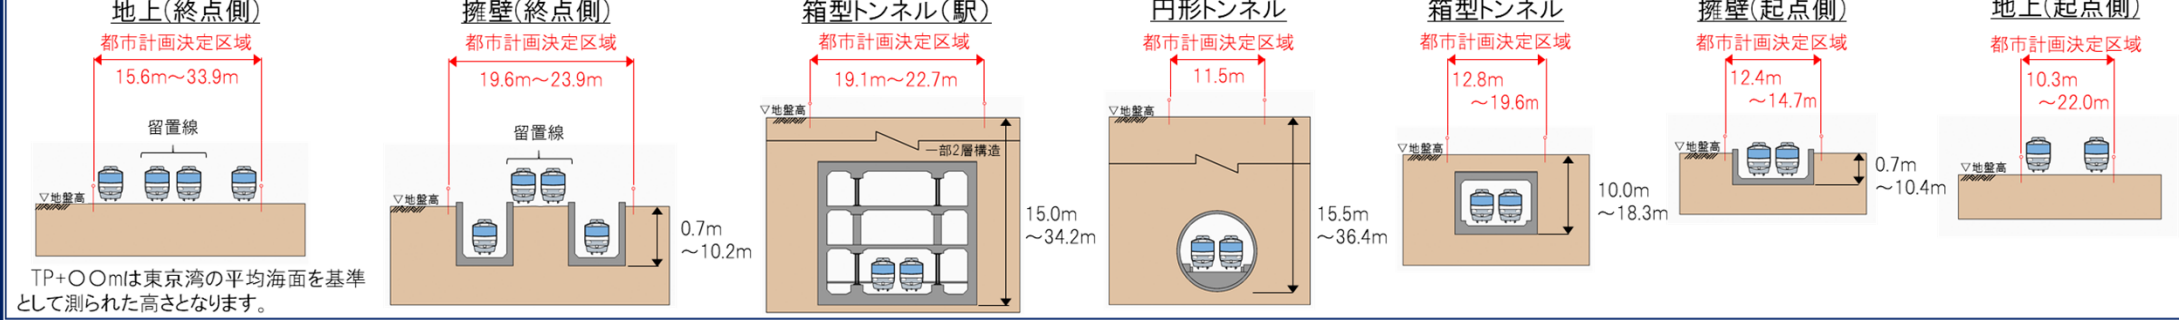 地上(終点側)
都市計画決定区域
15.6m～33.9m
留置線
▽地盤高
TP+〇〇mは東京湾の平均海面を基準
として測られた高さとなります。
擁壁(終点側)
都市計画決定区域
19.6m～23.9m
留置線
▽地盤高
0.7m
～10.2m
箱型トンネル(駅)
都市計画決定区域
19.1m～22.7m
▽地盤高
一部2層構造
15.0m
～34.2m
円形トンネル
都市計画決定区域
11.5m
▽地盤高
15.5m
～36.4m
箱型トンネル
都市計画決定区域
12.8m
～19.6m
▽地盤高
10.0m
～18.3m
擁壁(起点側)
都市計画決定区域
12.4m
～14.7m
▽地盤高
0.7m
～10.4m
地上(起点側)
都市計画決定区域
10.3m
～22.0m
▽地盤高